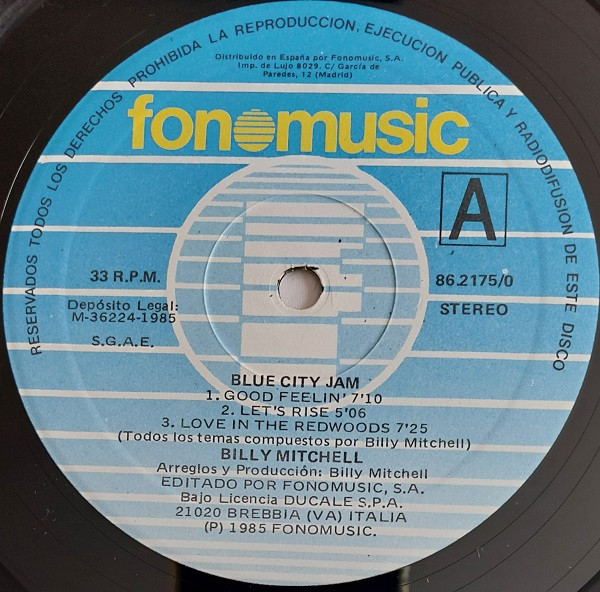 RESERVADOS TODOS LOS DERECHOS PROHIBIDA LA REPRODUCCION, EJECUCION PUBLICA Y RADIODIFUSION DE ESTE DISCO
Distribuido en España por Fonomusic, S.A.
Imp. de Lujo 8029. C/ García de
Paredes, 12 (Madrid)
fonomusic
A
33 R.P.M.
86.2175/0
Depósito Legal:
M-36224-1985
STEREO
S.G.A.E.
BLUE CITY JAM
1. GOOD FEELIN' 7'10
2. LET'S RISE 5'06
3. LOVE IN THE REDWOODS 7'25
(Todos los temas compuestos por Billy Mitchell)
BILLY MITCHELL
Arreglos y Producción: Billy Mitchell
EDITADO POR FONOMUSIC, S.A.
Bajo Licencia DUCALE S.P.A.
21020 BREBBIA (VA) ITALIA
(P) 1985 FONOMUSIC.